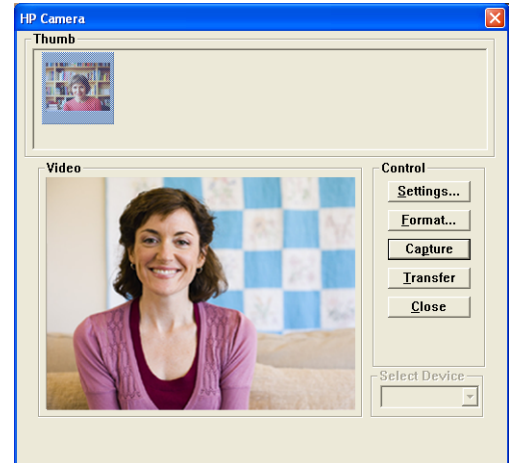 HP Camera
Thumb
Video
Control
Settings...
Format...
Capture
Transfer
Close
Select Device